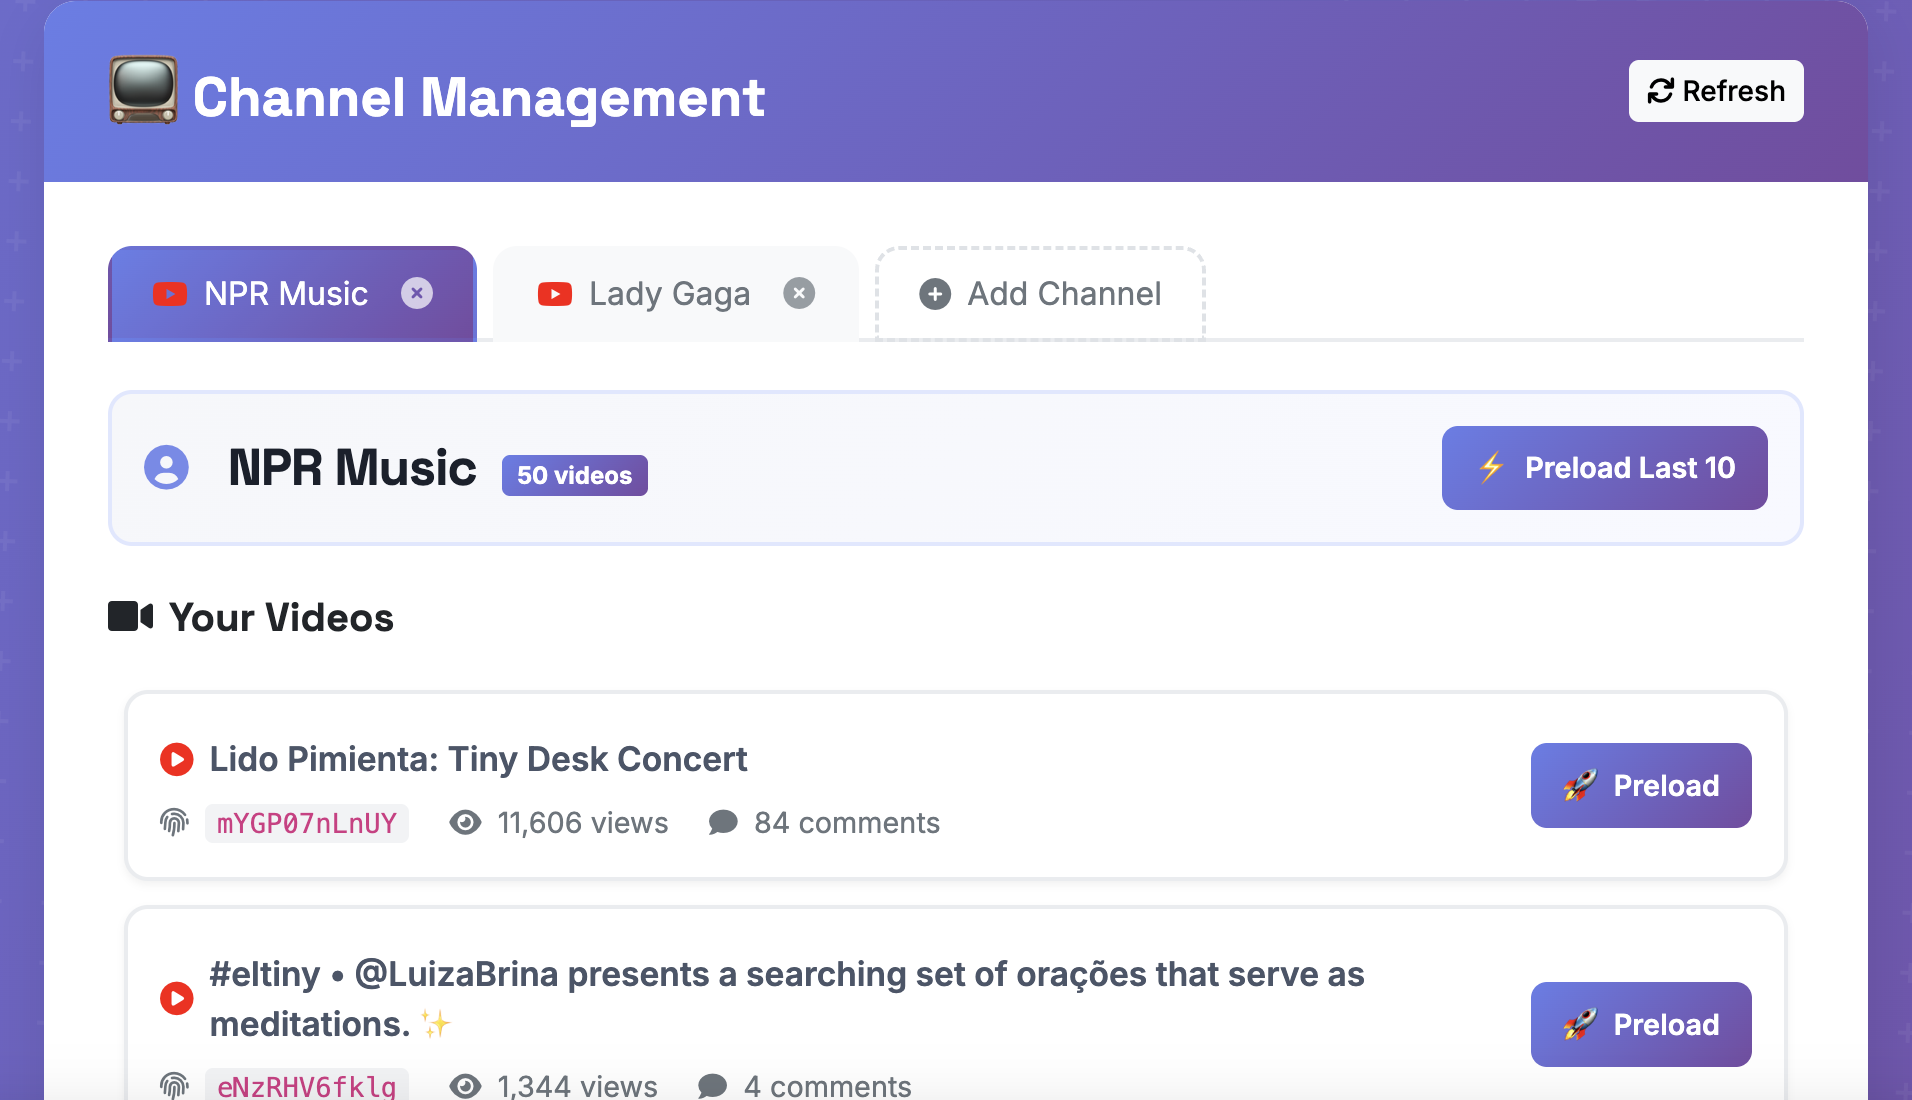 Channel Management
Refresh
NPR Music
Lady Gaga
Add Channel
NPR Music
50 videos
⚡ Preload Last 10
Your Videos
Lido Pimienta: Tiny Desk Concert
mYGP07nLnUY
11,606 views
84 comments
🚀 Preload
#eltiny • @LuizaBrina presents a searching set of orações that serve as
meditations. ✨
eNzRHV6fklg
1,344 views
4 comments
🚀 Preload